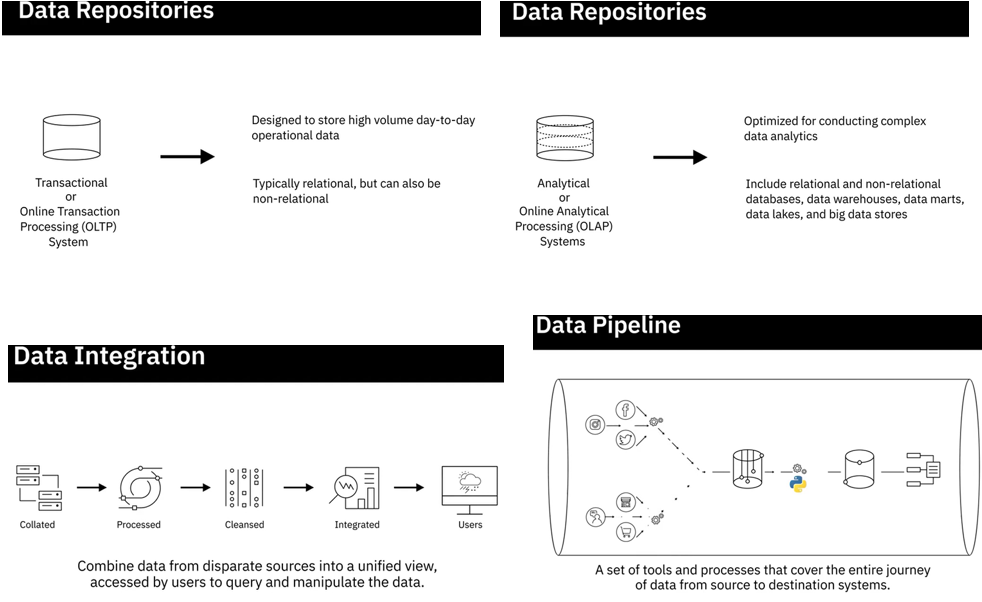 Data Repositories
Transactional
or
Online Transaction
Processing (OLTP)
System
Designed to store high volume day-to-day
operational data
Typically relational, but can also be
non-relational
Data Repositories
Analytical
or
Online Analytical
Processing (OLAP)
Systems
Optimized for conducting complex
data analytics
Include relational and non-relational
databases, data warehouses, data marts,
data lakes, and big data stores
Data Integration
Collated
Processed
Cleansed
Integrated
Users
Combine data from disparate sources into a unified view,
accessed by users to query and manipulate the data.
Data Pipeline
A set of tools and processes that cover the entire journey
of data from source to destination systems.